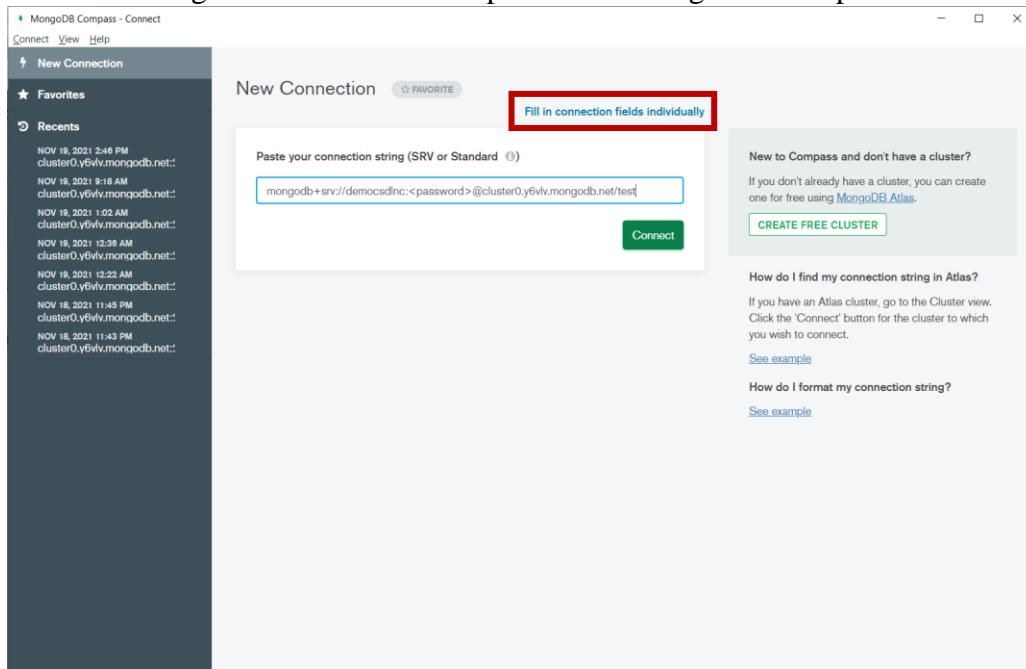 MongoDB Compass - Connect
Connect View Help
New Connection
Favorites
Recents
NOV 19, 2021 2:46 PM
cluster0.y6vlv.mongodb.net:
NOV 19, 2021 9:18 AM
cluster0.y6vlv.mongodb.net:
NOV 19, 2021 1:02 AM
cluster0.y6vlv.mongodb.net:
NOV 19, 2021 12:36 AM
cluster0.y6vlv.mongodb.net:
NOV 19, 2021 12:22 AM
cluster0.y6vlv.mongodb.net:
NOV 18, 2021 11:45 PM
cluster0.y6vlv.mongodb.net:
NOV 18, 2021 11:43 PM
cluster0.y6vlv.mongodb.net:
New Connection FAVORITE
Fill in connection fields individually
Paste your connection string (SRV or Standard )
mongodb+srv://democsdlnc:<password>@cluster0.y6vlv.mongodb.net/test
Connect
New to Compass and don't have a cluster?
If you don't already have a cluster, you can create
one for free using MongoDB Atlas.
CREATE FREE CLUSTER
How do I find my connection string in Atlas?
If you have an Atlas cluster, go to the Cluster view.
Click the 'Connect' button for the cluster to which
you wish to connect.
See example
How do I format my connection string?
See example